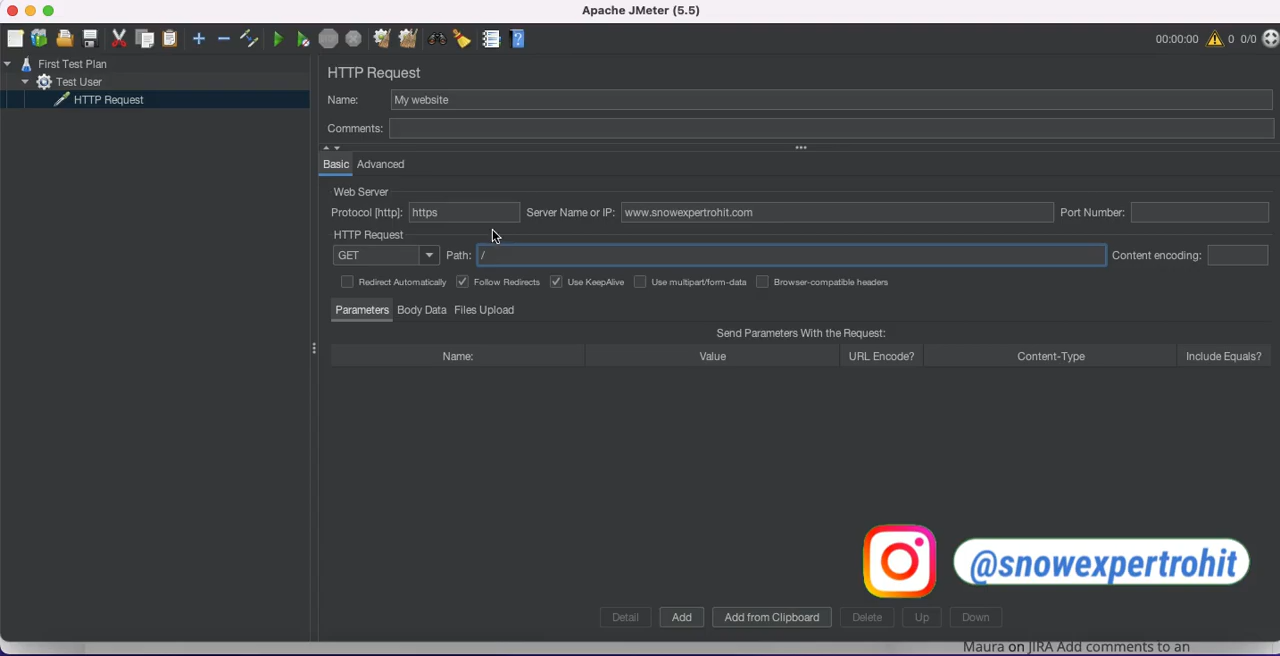 Apache JMeter (5.5)
00:00:00 0 0/0
First Test Plan
Test User
HTTP Request
HTTP Request
Name: My website
Comments:
Basic Advanced
Web Server
Protocol [http]: https Server Name or IP: www.snowexpertrohit.com Port Number:
HTTP Request
GET Path: / Content encoding:
Redirect Automatically Follow Redirects Use KeepAlive Use multipart/form-data Browser-compatible headers
Parameters Body Data Files Upload
Send Parameters With the Request:
Name: Value URL Encode? Content-Type Include Equals?
@snowexpertrohit
Detail Add Add from Clipboard Delete Up Down
Maura on JIRA Add comments to an